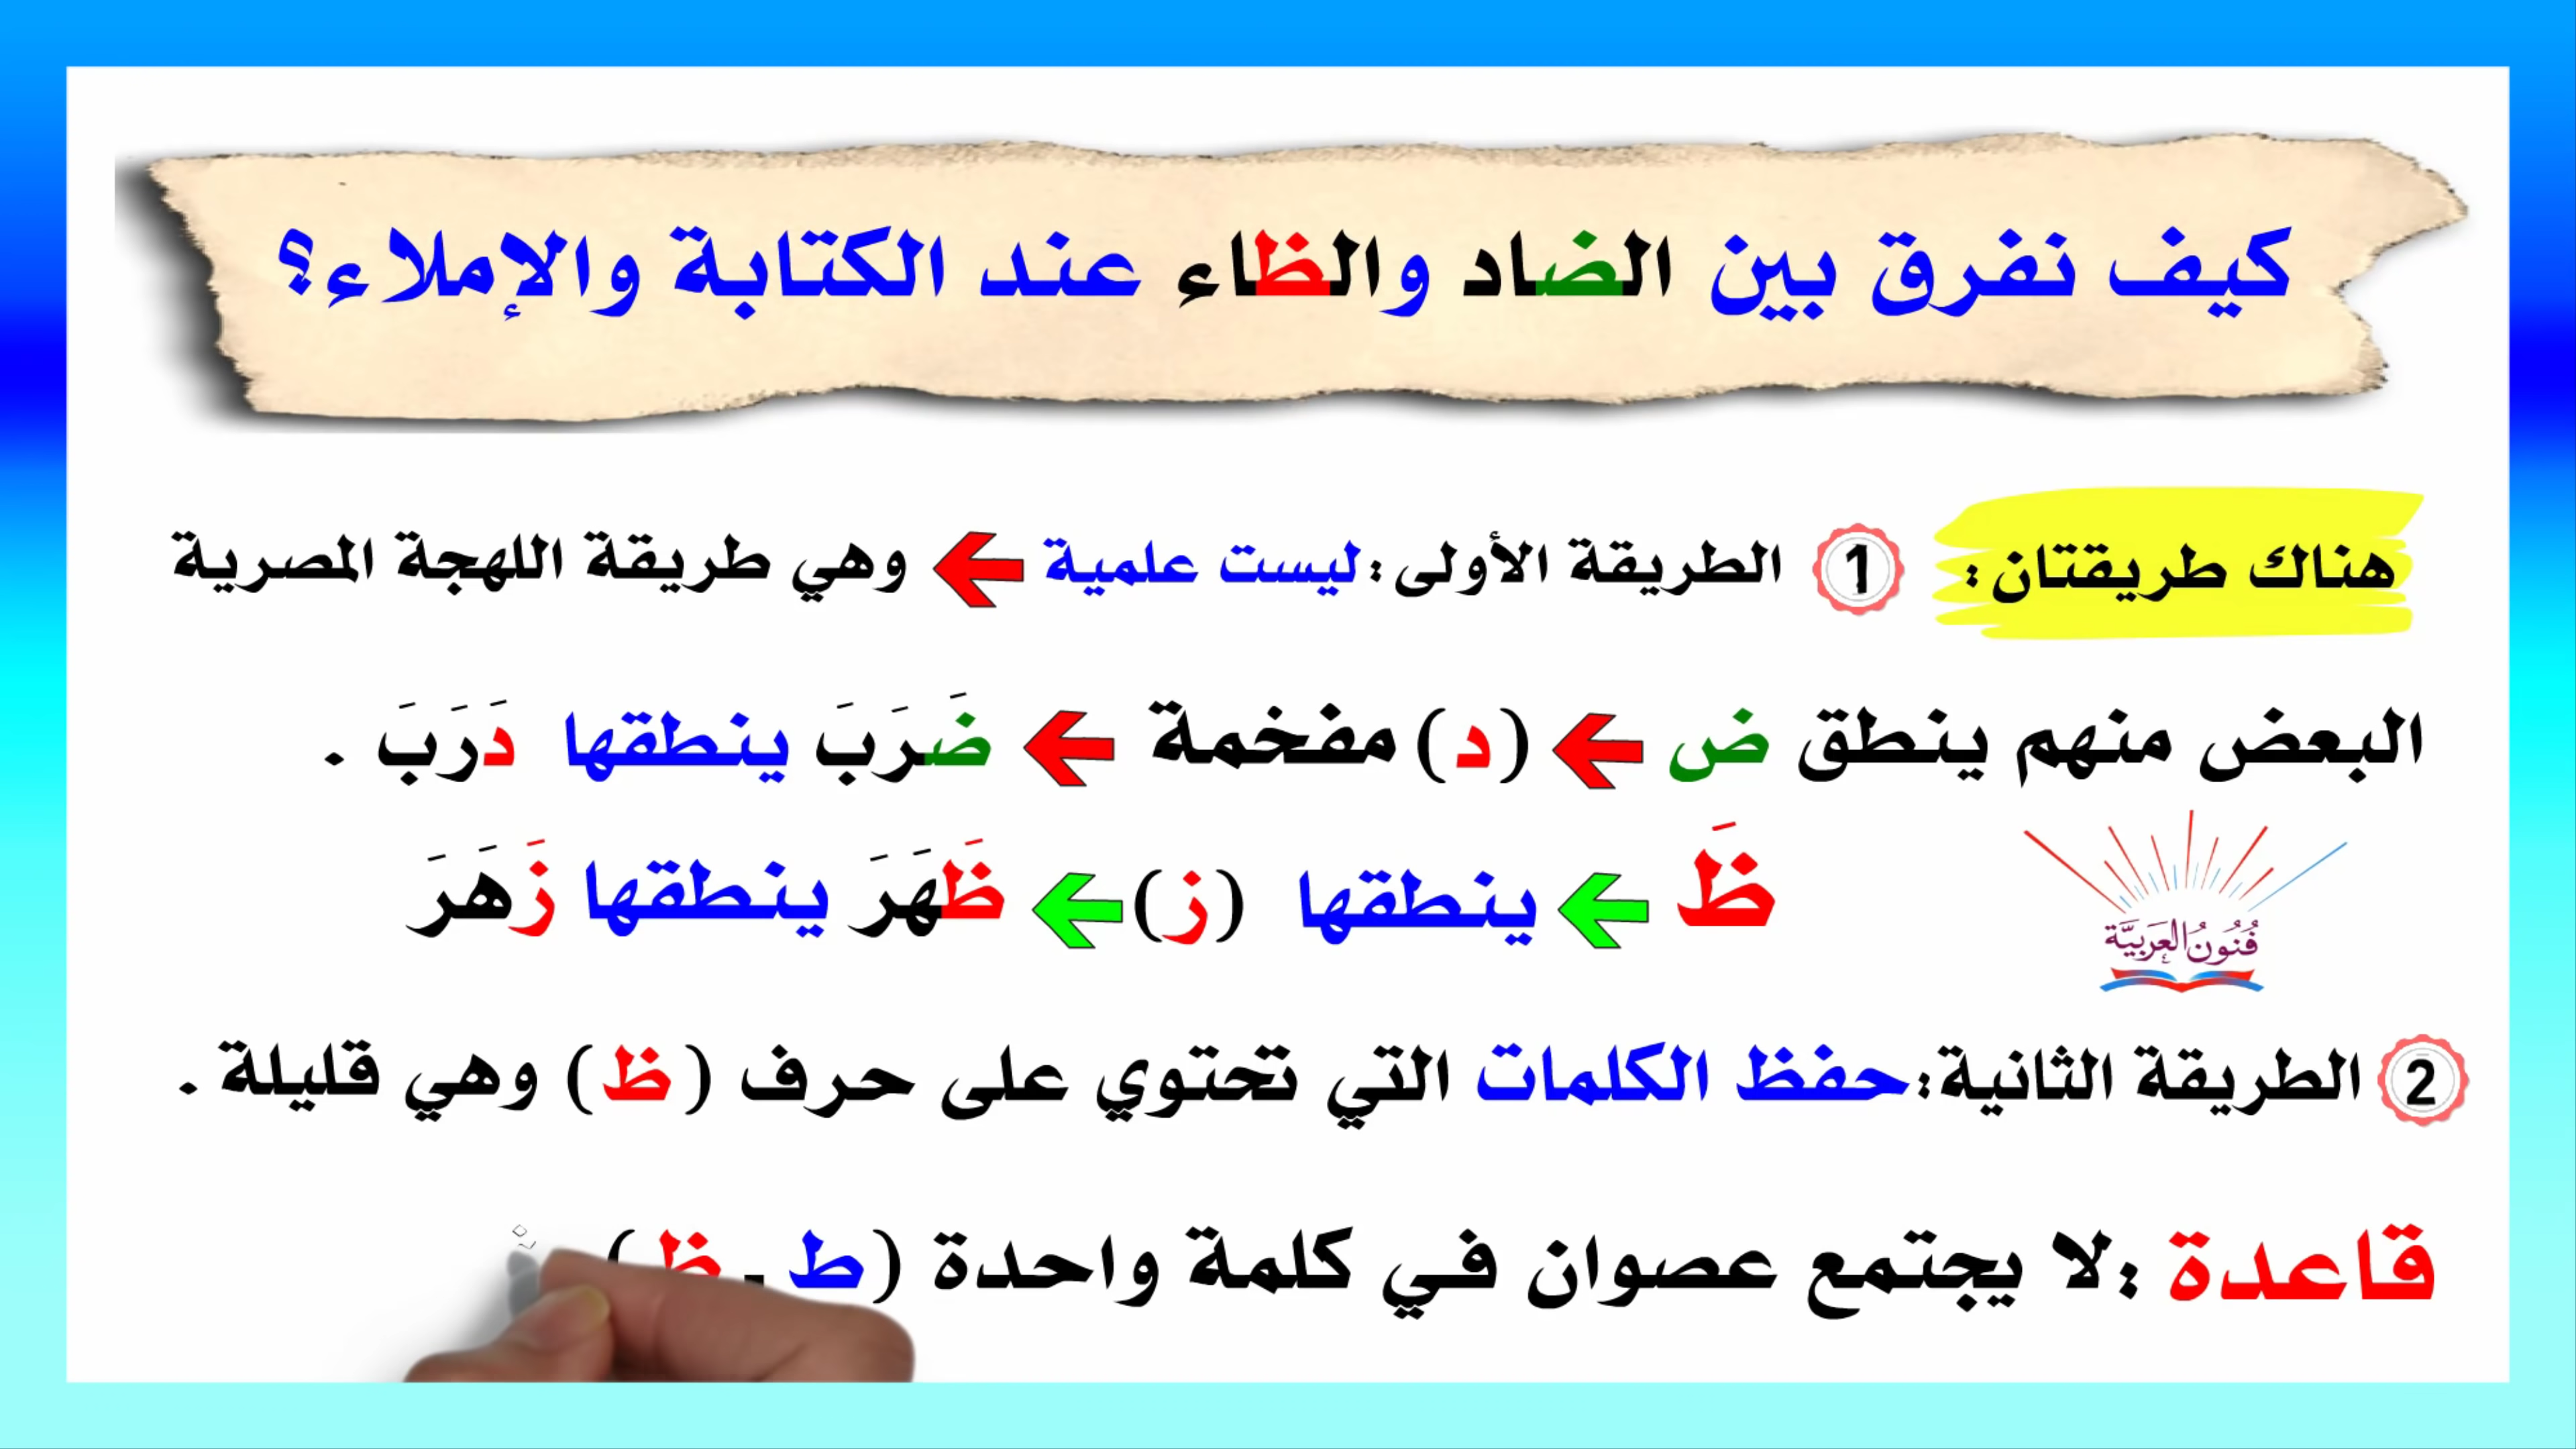 كيف نفرق بين الضاد والظاء عند الكتابة والإملاء؟
هناك طريقتان : 1 الطريقة الأولى : ليست علمية وهي طريقة اللهجة المصرية
البعض منهم ينطق ض (د) مفخمة ضَرَبَ ينطقها دَرَبَ .
ظَ ينطقها (ز) ظَهَرَ ينطقها زَهَرَ
فُنُونُ العَرَبِيَّة
2 الطريقة الثانية : حفظ الكلمات التي تحتوي على حرف (ظ) وهي قليلة .
قاعدة : لا يجتمع عصوان في كلمة واحدة (ط - ظ)